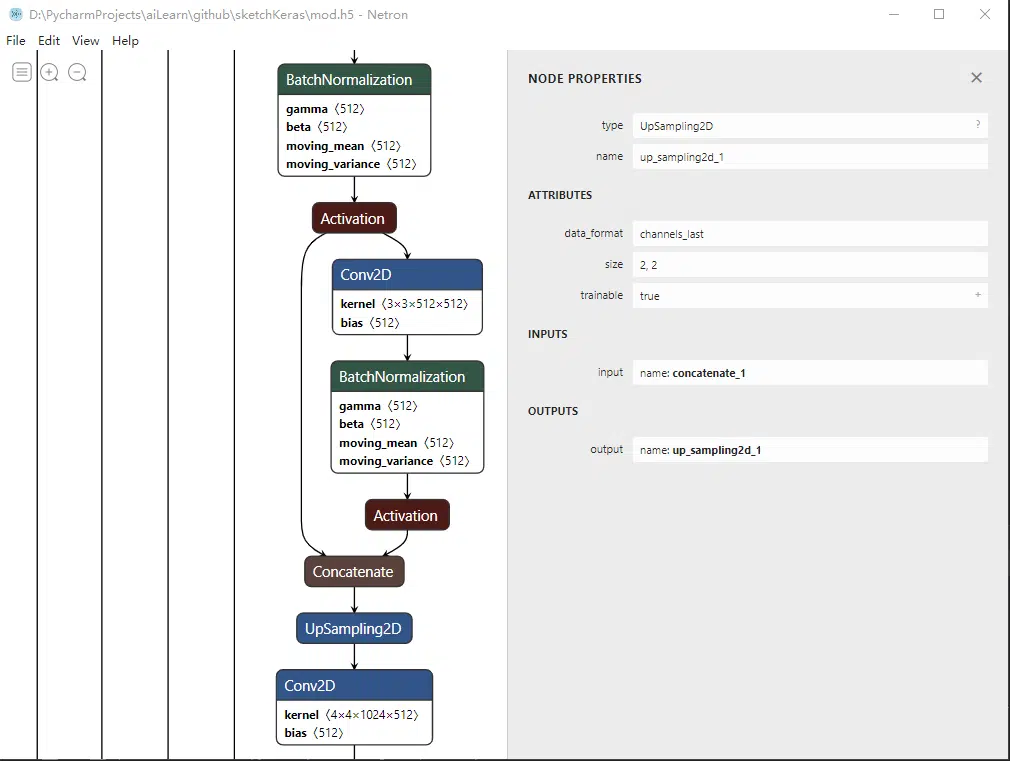 D:\PycharmProjects\aiLearn\github\sketchKeras\mod.h5 - Netron
File Edit View Help
BatchNormalization
gamma 〈512〉
beta 〈512〉
moving_mean 〈512〉
moving_variance 〈512〉
Activation
Conv2D
kernel 〈3×3×512×512〉
bias 〈512〉
BatchNormalization
gamma 〈512〉
beta 〈512〉
moving_mean 〈512〉
moving_variance 〈512〉
Activation
Concatenate
UpSampling2D
Conv2D
kernel 〈4×4×1024×512〉
bias 〈512〉
NODE PROPERTIES
type UpSampling2D ?
name up_sampling2d_1
ATTRIBUTES
data_format channels_last
size 2, 2
trainable true +
INPUTS
input name: concatenate_1
OUTPUTS
output name: up_sampling2d_1